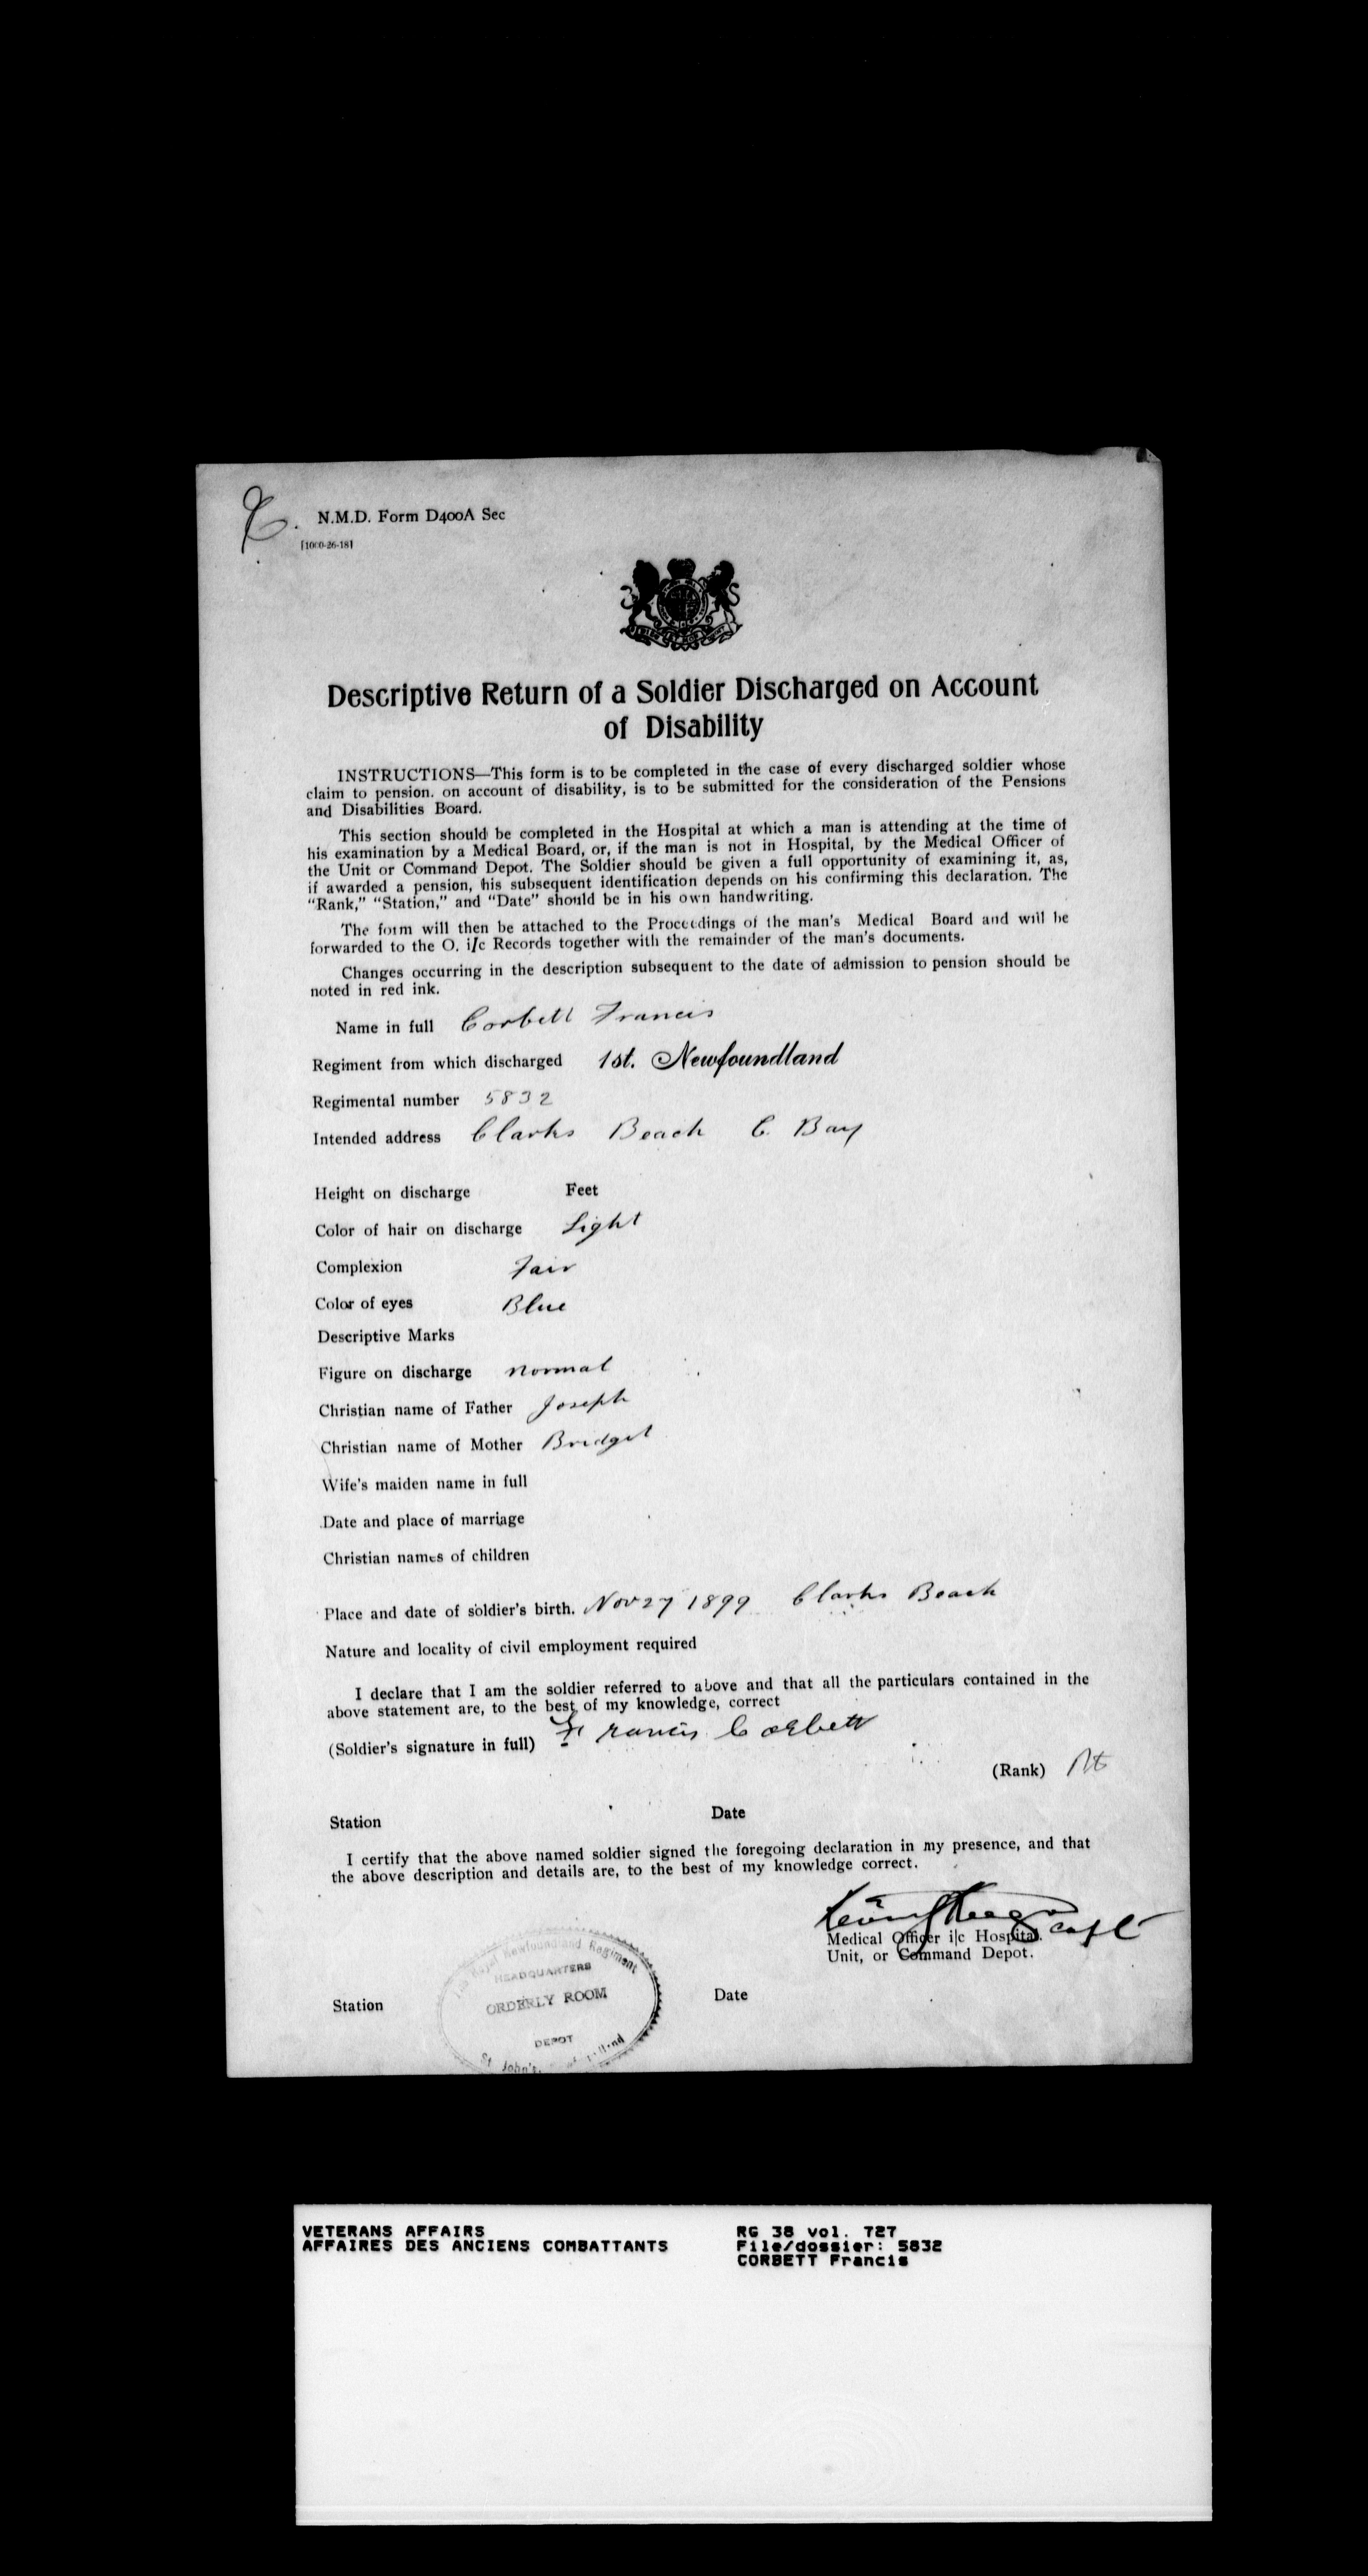 N.M.D. Form D400A Sec
[1000-26-18]
Descriptive Return of a Soldier Discharged on Account
of Disability
INSTRUCTIONS—This form is to be completed in the case of every discharged soldier whose
claim to pension. on account of disability, is to be submitted for the consideration of the Pensions
and Disabilities Board.
This section should be completed in the Hospital at which a man is attending at the time of
his examination by a Medical Board, or, if the man is not in Hospital, by the Medical Officer of
the Unit or Command Depot. The Soldier should be given a full opportunity of examining it, as,
if awarded a pension, his subsequent identification depends on his confirming this declaration. The
“Rank,” “Station,” and “Date” should be in his own handwriting.
The form will then be attached to the Proceedings of the man's Medical Board and will be
forwarded to the O. i/c Records together with the remainder of the man's documents.
Changes occurring in the description subsequent to the date of admission to pension should be
noted in red ink.
Name in full Corbett Francis
Regiment from which discharged 1st. Newfoundland
Regimental number 5832
Intended address Clarks Beach C. Bay
Height on discharge Feet
Color of hair on discharge Light
Complexion Fair
Color of eyes Blue
Descriptive Marks
Figure on discharge normal
Christian name of Father Joseph
Christian name of Mother Bridget
Wife's maiden name in full
Date and place of marriage
Christian names of children
Place and date of soldier's birth. Nov 27 1899 Clarks Beach
Nature and locality of civil employment required
I declare that I am the soldier referred to above and that all the particulars contained in the
above statement are, to the best of my knowledge, correct
(Soldier's signature in full) Francis Corbett
(Rank) Pte
Station Date
I certify that the above named soldier signed the foregoing declaration in my presence, and that
the above description and details are, to the best of my knowledge correct.
Capt
Medical Officer i|c Hospital.
Unit, or Command Depot.
Station Date
The Royal Newfoundland Regiment
HEADQUARTERS
ORDERLY ROOM
DEPOT
St. John's,
VETERANS AFFAIRS RG 38 vol. 727
AFFAIRES DES ANCIENS COMBATTANTS File/dossier: 5832
CORBETT Francis